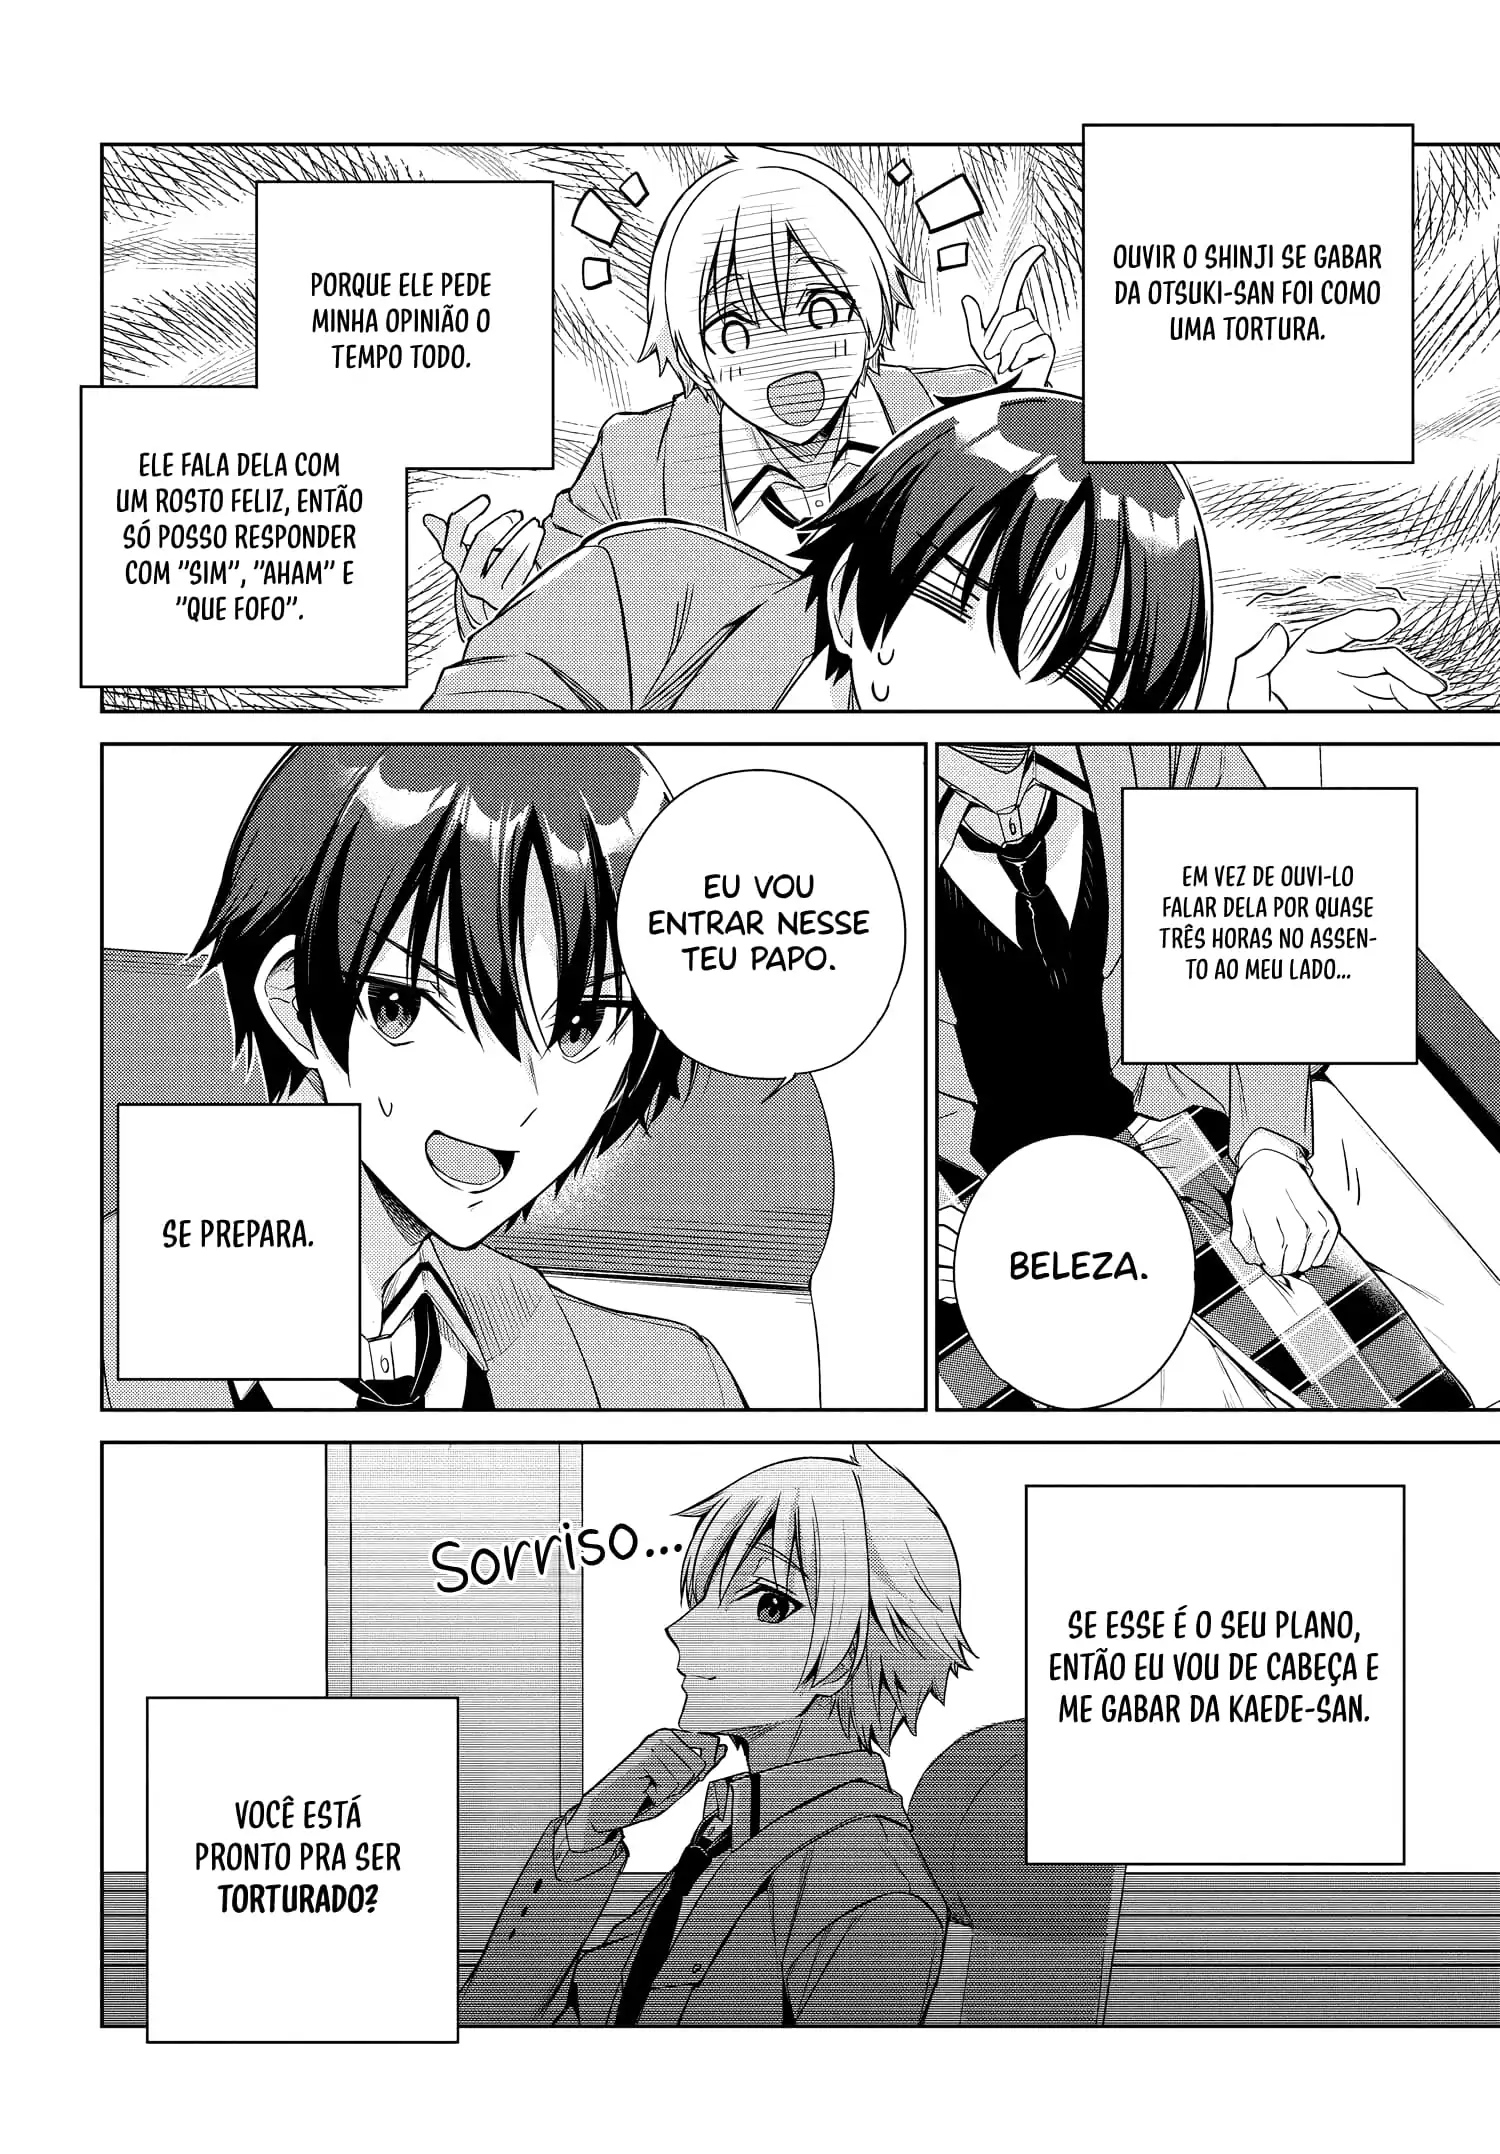 OUVIR O SHINJI SE GABAR
DA OTSUKI-SAN FOI COMO
UMA TORTURA.
PORQUE ELE PEDE
MINHA OPINIÃO O
TEMPO TODO.
ELE FALA DELA COM
UM ROSTO FELIZ, ENTÃO
SÓ POSSO RESPONDER
COM "SIM", "AHAM" E
"QUE FOFO".
EM VEZ DE OUVI-LO
FALAR DELA POR QUASE
TRÊS HORAS NO ASSEN-
TO AO MEU LADO...
BELEZA.
EU VOU
ENTRAR NESSE
TEU PAPO.
SE PREPARA.
SE ESSE É O SEU PLANO,
ENTÃO EU VOU DE CABEÇA E
ME GABAR DA KAEDE-SAN.
Sorriso...
VOCÊ ESTÁ
PRONTO PRA SER
TORTURADO?